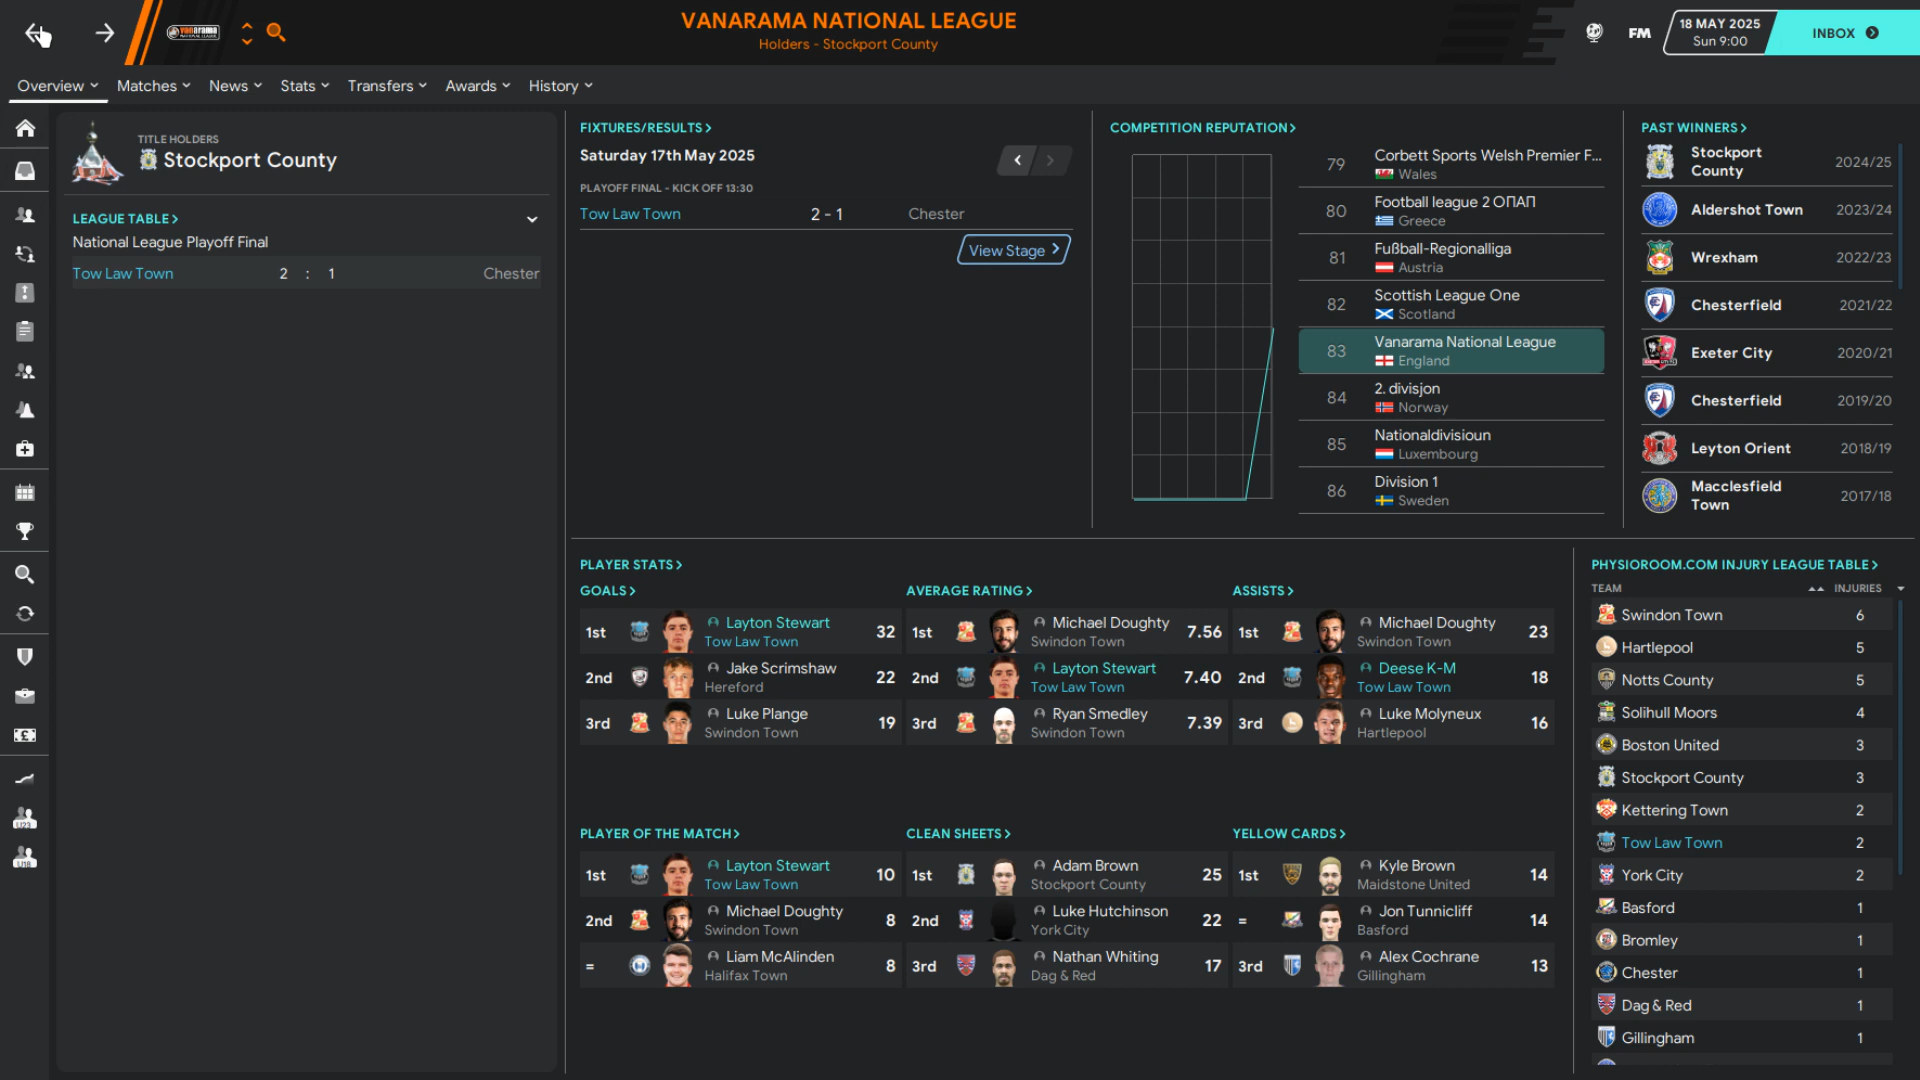 VANARAMA NATIONAL LEAGUE
Holders - Stockport County
vanarama
NATIONAL LEAGUE
FM
18 MAY 2025
Sun 9:00
INBOX
Overview
Matches
News
Stats
Transfers
Awards
History
TITLE HOLDERS
Stockport County
LEAGUE TABLE
National League Playoff Final
Tow Law Town 2 : 1 Chester
FIXTURES/RESULTS
Saturday 17th May 2025
PLAYOFF FINAL - KICK OFF 13:30
Tow Law Town 2 - 1 Chester
View Stage
COMPETITION REPUTATION
79 Corbett Sports Welsh Premier F...
Wales
80 Football league 2 ОПАП
Greece
81 Fußball-Regionalliga
Austria
82 Scottish League One
Scotland
83 Vanarama National League
England
84 2. divisjon
Norway
85 Nationaldivisioun
Luxembourg
86 Division 1
Sweden
PAST WINNERS
Stockport County 2024/25
Aldershot Town 2023/24
Wrexham 2022/23
Chesterfield 2021/22
Exeter City 2020/21
Chesterfield 2019/20
Leyton Orient 2018/19
Macclesfield Town 2017/18
PLAYER STATS
GOALS
1st Layton Stewart 32
Tow Law Town
2nd Jake Scrimshaw 22
Hereford
3rd Luke Plange 19
Swindon Town
AVERAGE RATING
1st Michael Doughty 7.56
Swindon Town
2nd Layton Stewart 7.40
Tow Law Town
3rd Ryan Smedley 7.39
Swindon Town
ASSISTS
1st Michael Doughty 23
Swindon Town
2nd Deese K-M 18
Tow Law Town
3rd Luke Molyneux 16
Hartlepool
PLAYER OF THE MATCH
1st Layton Stewart 10
Tow Law Town
2nd Michael Doughty 8
Swindon Town
= Liam McAlinden 8
Halifax Town
CLEAN SHEETS
1st Adam Brown 25
Stockport County
2nd Luke Hutchinson 22
York City
3rd Nathan Whiting 17
Dag & Red
YELLOW CARDS
1st Kyle Brown 14
Maidstone United
= Jon Tunnicliff 14
Basford
3rd Alex Cochrane 13
Gillingham
PHYSIOROOM.COM INJURY LEAGUE TABLE
TEAM INJURIES
Swindon Town 6
Hartlepool 5
Notts County 5
Solihull Moors 4
Boston United 3
Stockport County 3
Kettering Town 2
Tow Law Town 2
York City 2
Basford 1
Bromley 1
Chester 1
Dag & Red 1
Gillingham 1
U23
U18